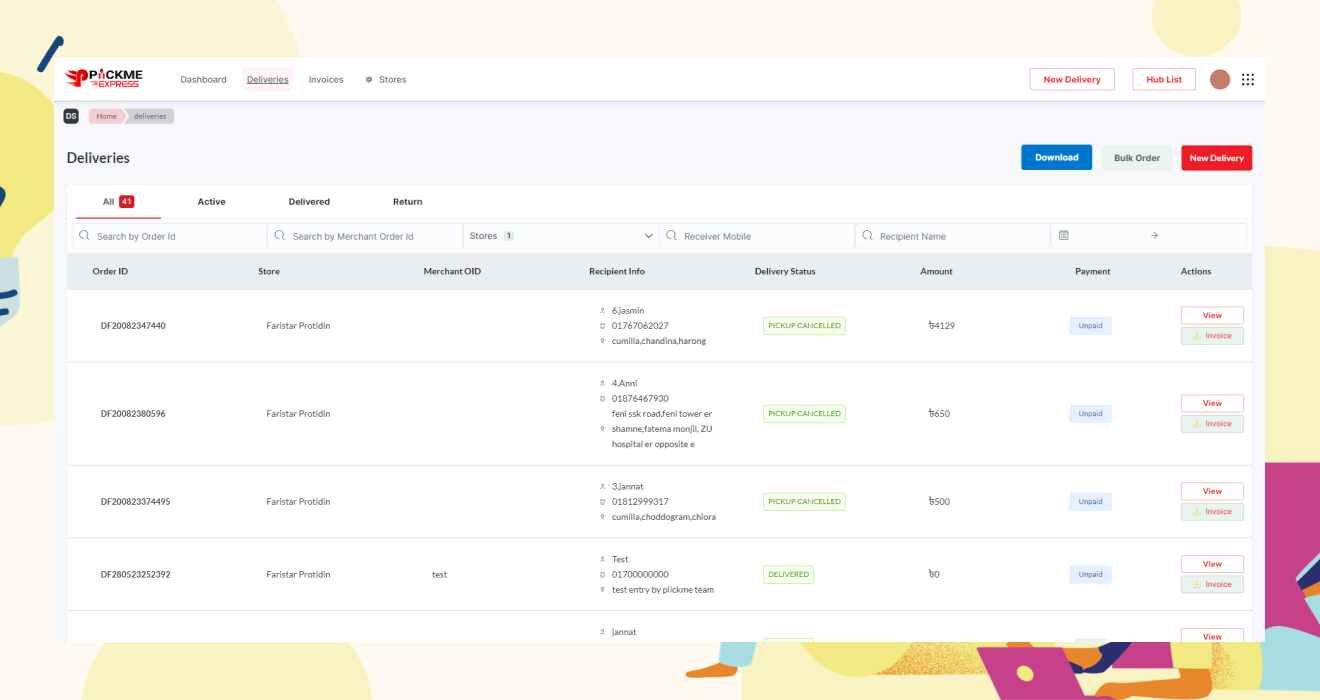 PIICKME
EXPRESS
Dashboard Deliveries Invoices Stores New Delivery Hub List
DS Home deliveries
Deliveries Download Bulk Order New Delivery
All 41 Active Delivered Return
Search by Order Id Search by Merchant Order Id Stores 1 Receiver Mobile Recipient Name
Order ID Store Merchant OID Recipient Info Delivery Status Amount Payment Actions
DF20082347440 Faristar Protidin
6,jasmin
01767062027
cumilla,chandina,harong
PICKUP CANCELLED ৳4129 Unpaid View
Invoice
DF20082380596 Faristar Protidin
4,Anni
01876467930
feni ssk road,feni tower er
shamne,fatema monjil, ZU
hospital er opposite e
PICKUP CANCELLED ৳650 Unpaid View
Invoice
DF200823374495 Faristar Protidin
3,jannat
01812999317
cumilla,choddogram,chiora
PICKUP CANCELLED ৳500 Unpaid View
Invoice
DF280523252392 Faristar Protidin test
Test
01700000000
test entry by piickme team
DELIVERED ৳0 Unpaid View
Invoice
jannat
View